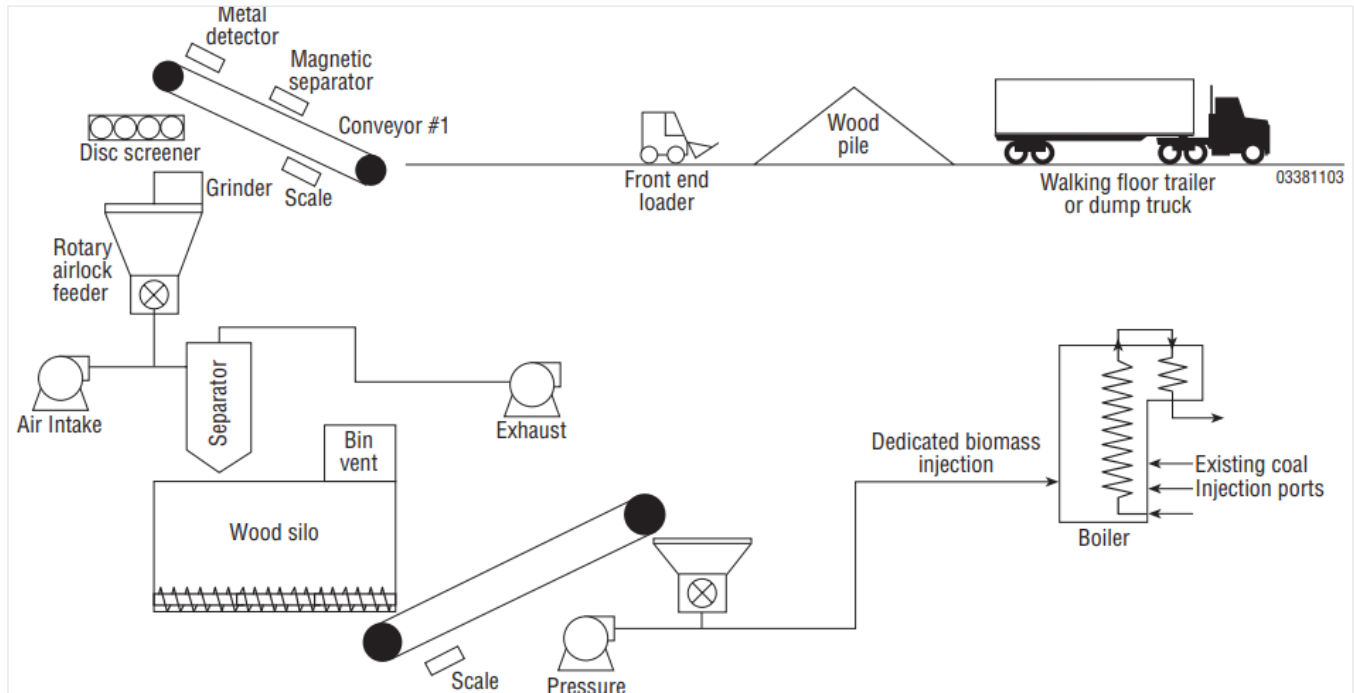 Metal
detector
Magnetic
separator
Conveyor #1
Disc screener
Scale
Grinder
Rotary
airlock
feeder
Front end
loader
Wood
pile
Walking floor trailer
or dump truck
03381103
Air Intake
Separator
Exhaust
Bin
vent
Wood silo
Scale
Pressure
Dedicated biomass
injection
Existing coal
Injection ports
Boiler